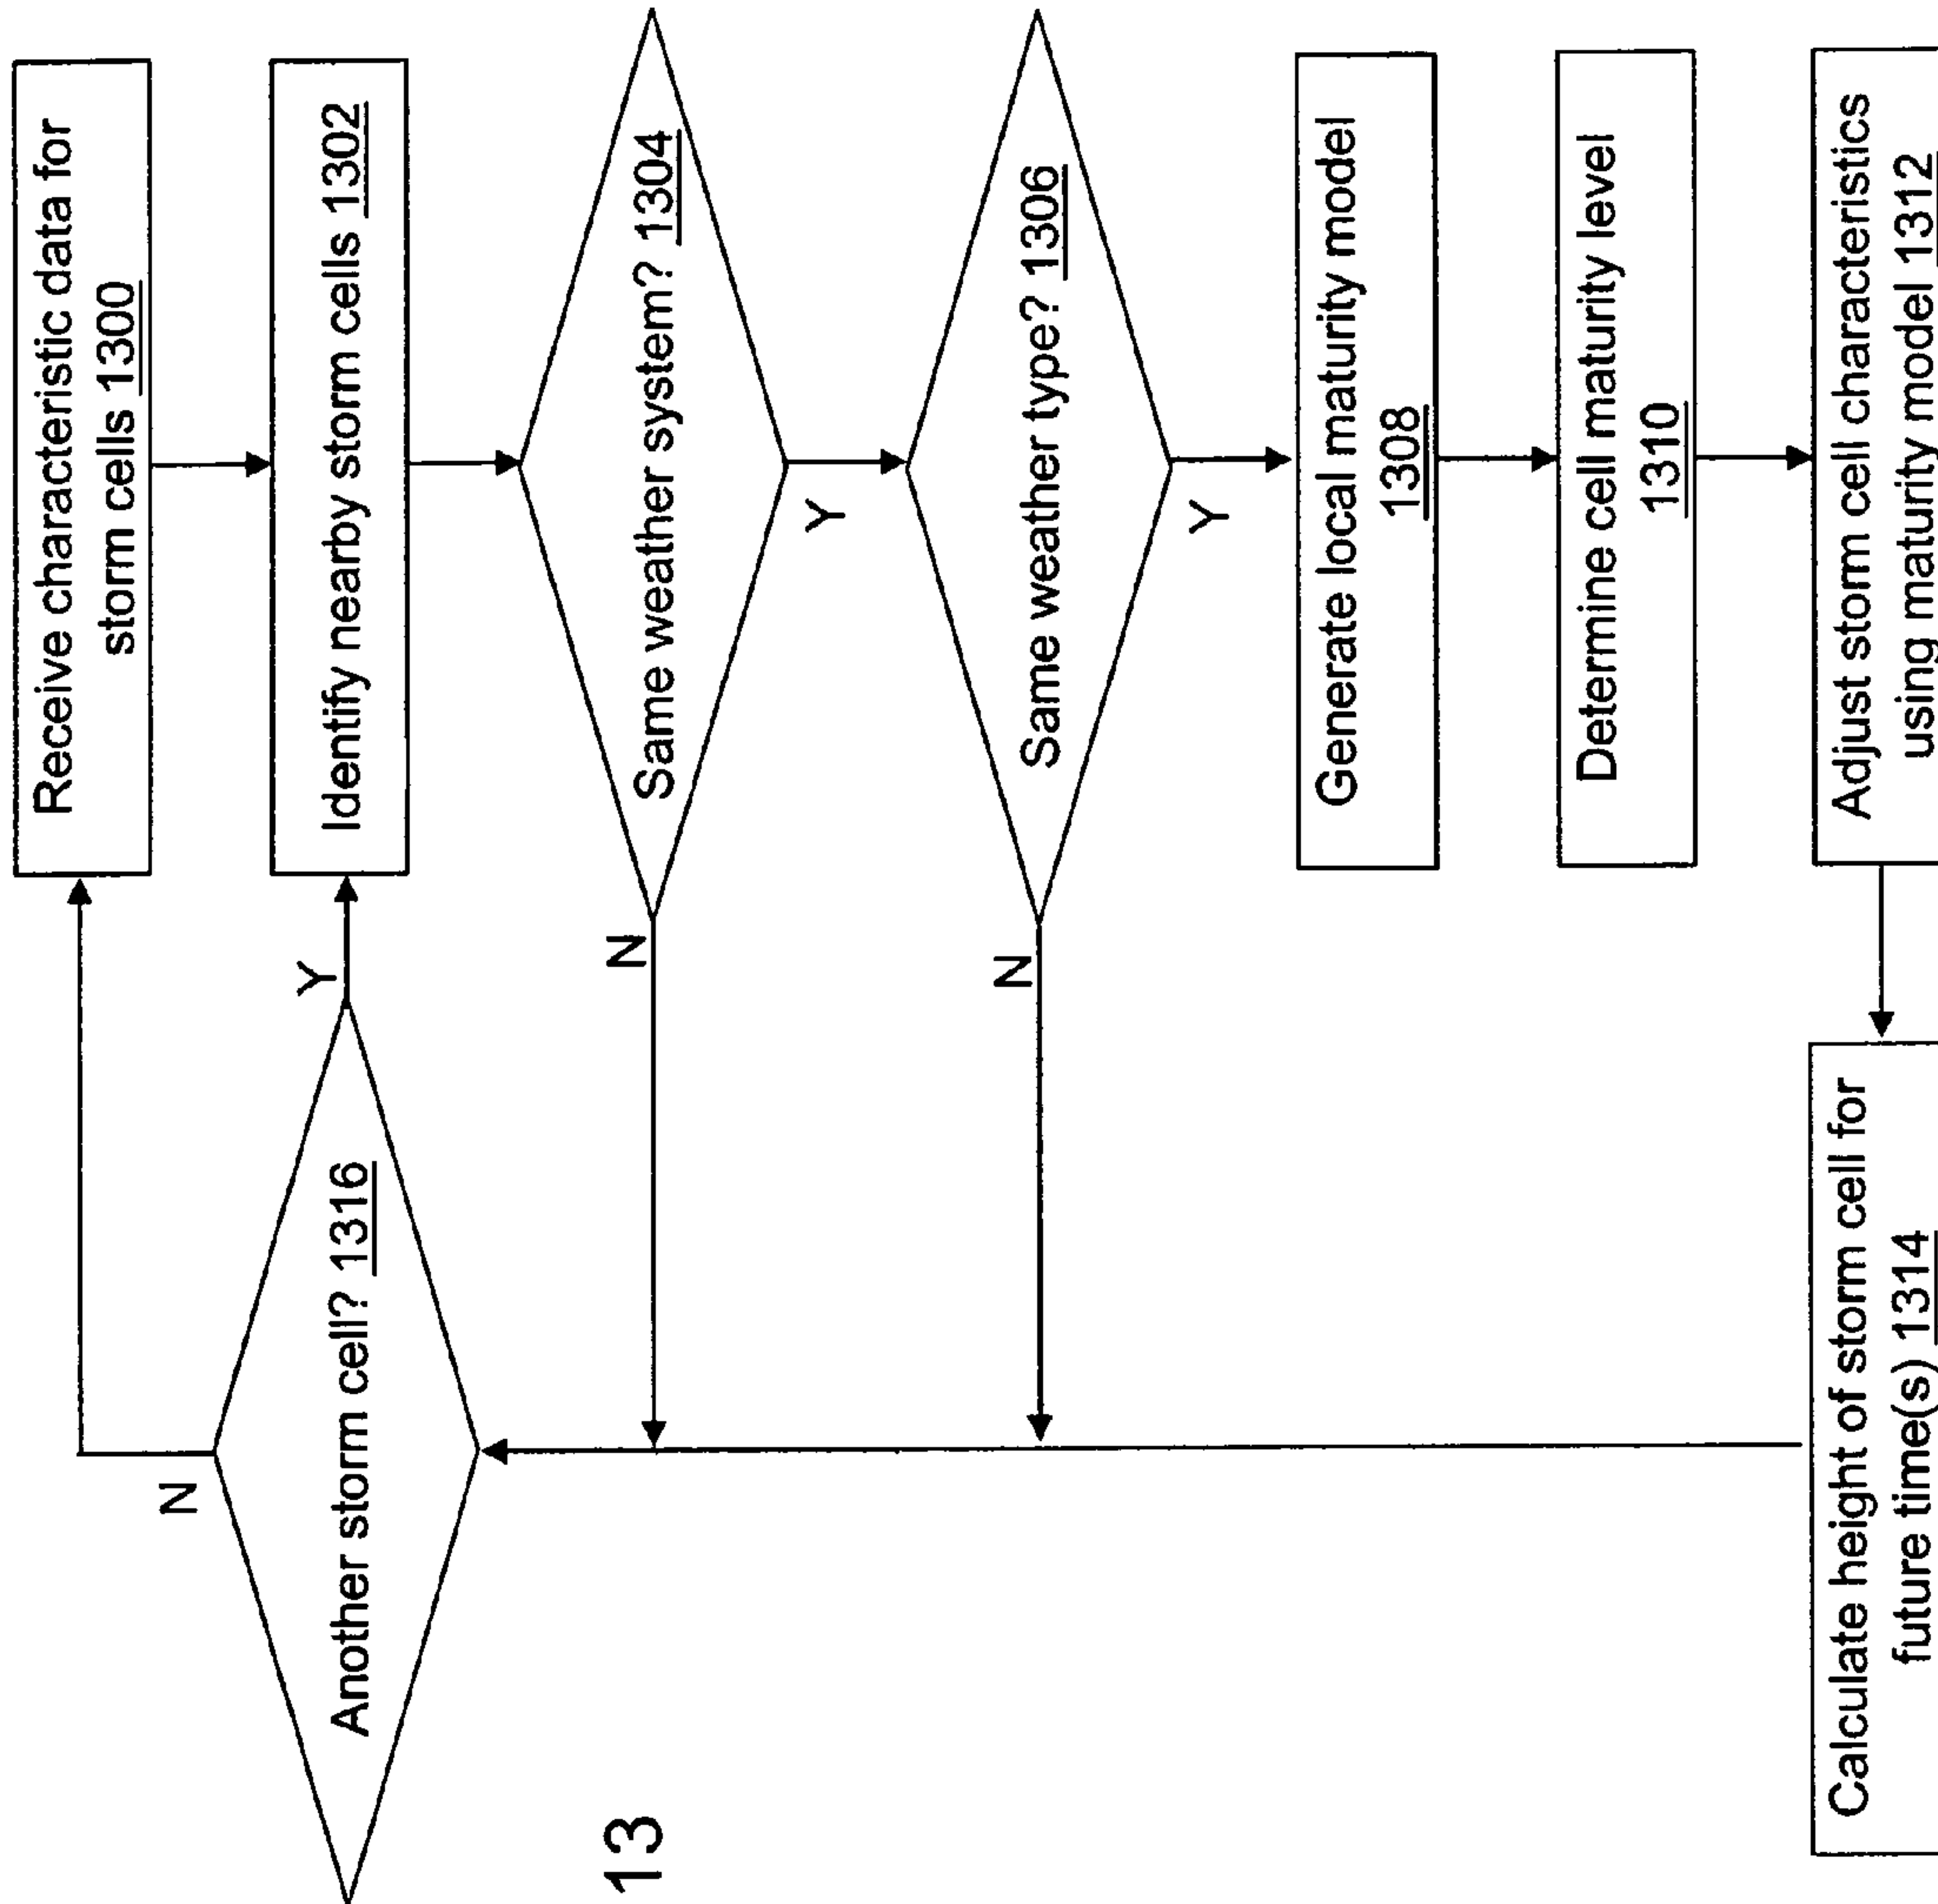 Receive characteristic data for
storm cells 1300
Identify nearby storm cells 1302
Same weather system? 1304
Y
N
Same weather type? 1306
Y
N
Generate local maturity model
1308
Determine cell maturity level
1310
Adjust storm cell characteristics
using maturity model 1312
Calculate height of storm cell for
future time(s) 1314
Another storm cell? 1316
Y
N
13